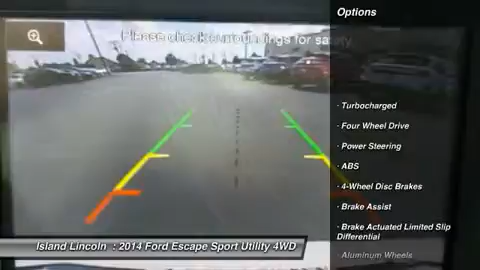 Options
Please check surroundings for safety.
· Turbocharged
· Four Wheel Drive
· Power Steering
· ABS
· 4-Wheel Disc Brakes
· Brake Assist
· Brake Actuated Limited Slip
Differential
Island Lincoln : 2014 Ford Escape Sport Utility 4WD
· Aluminum Wheels